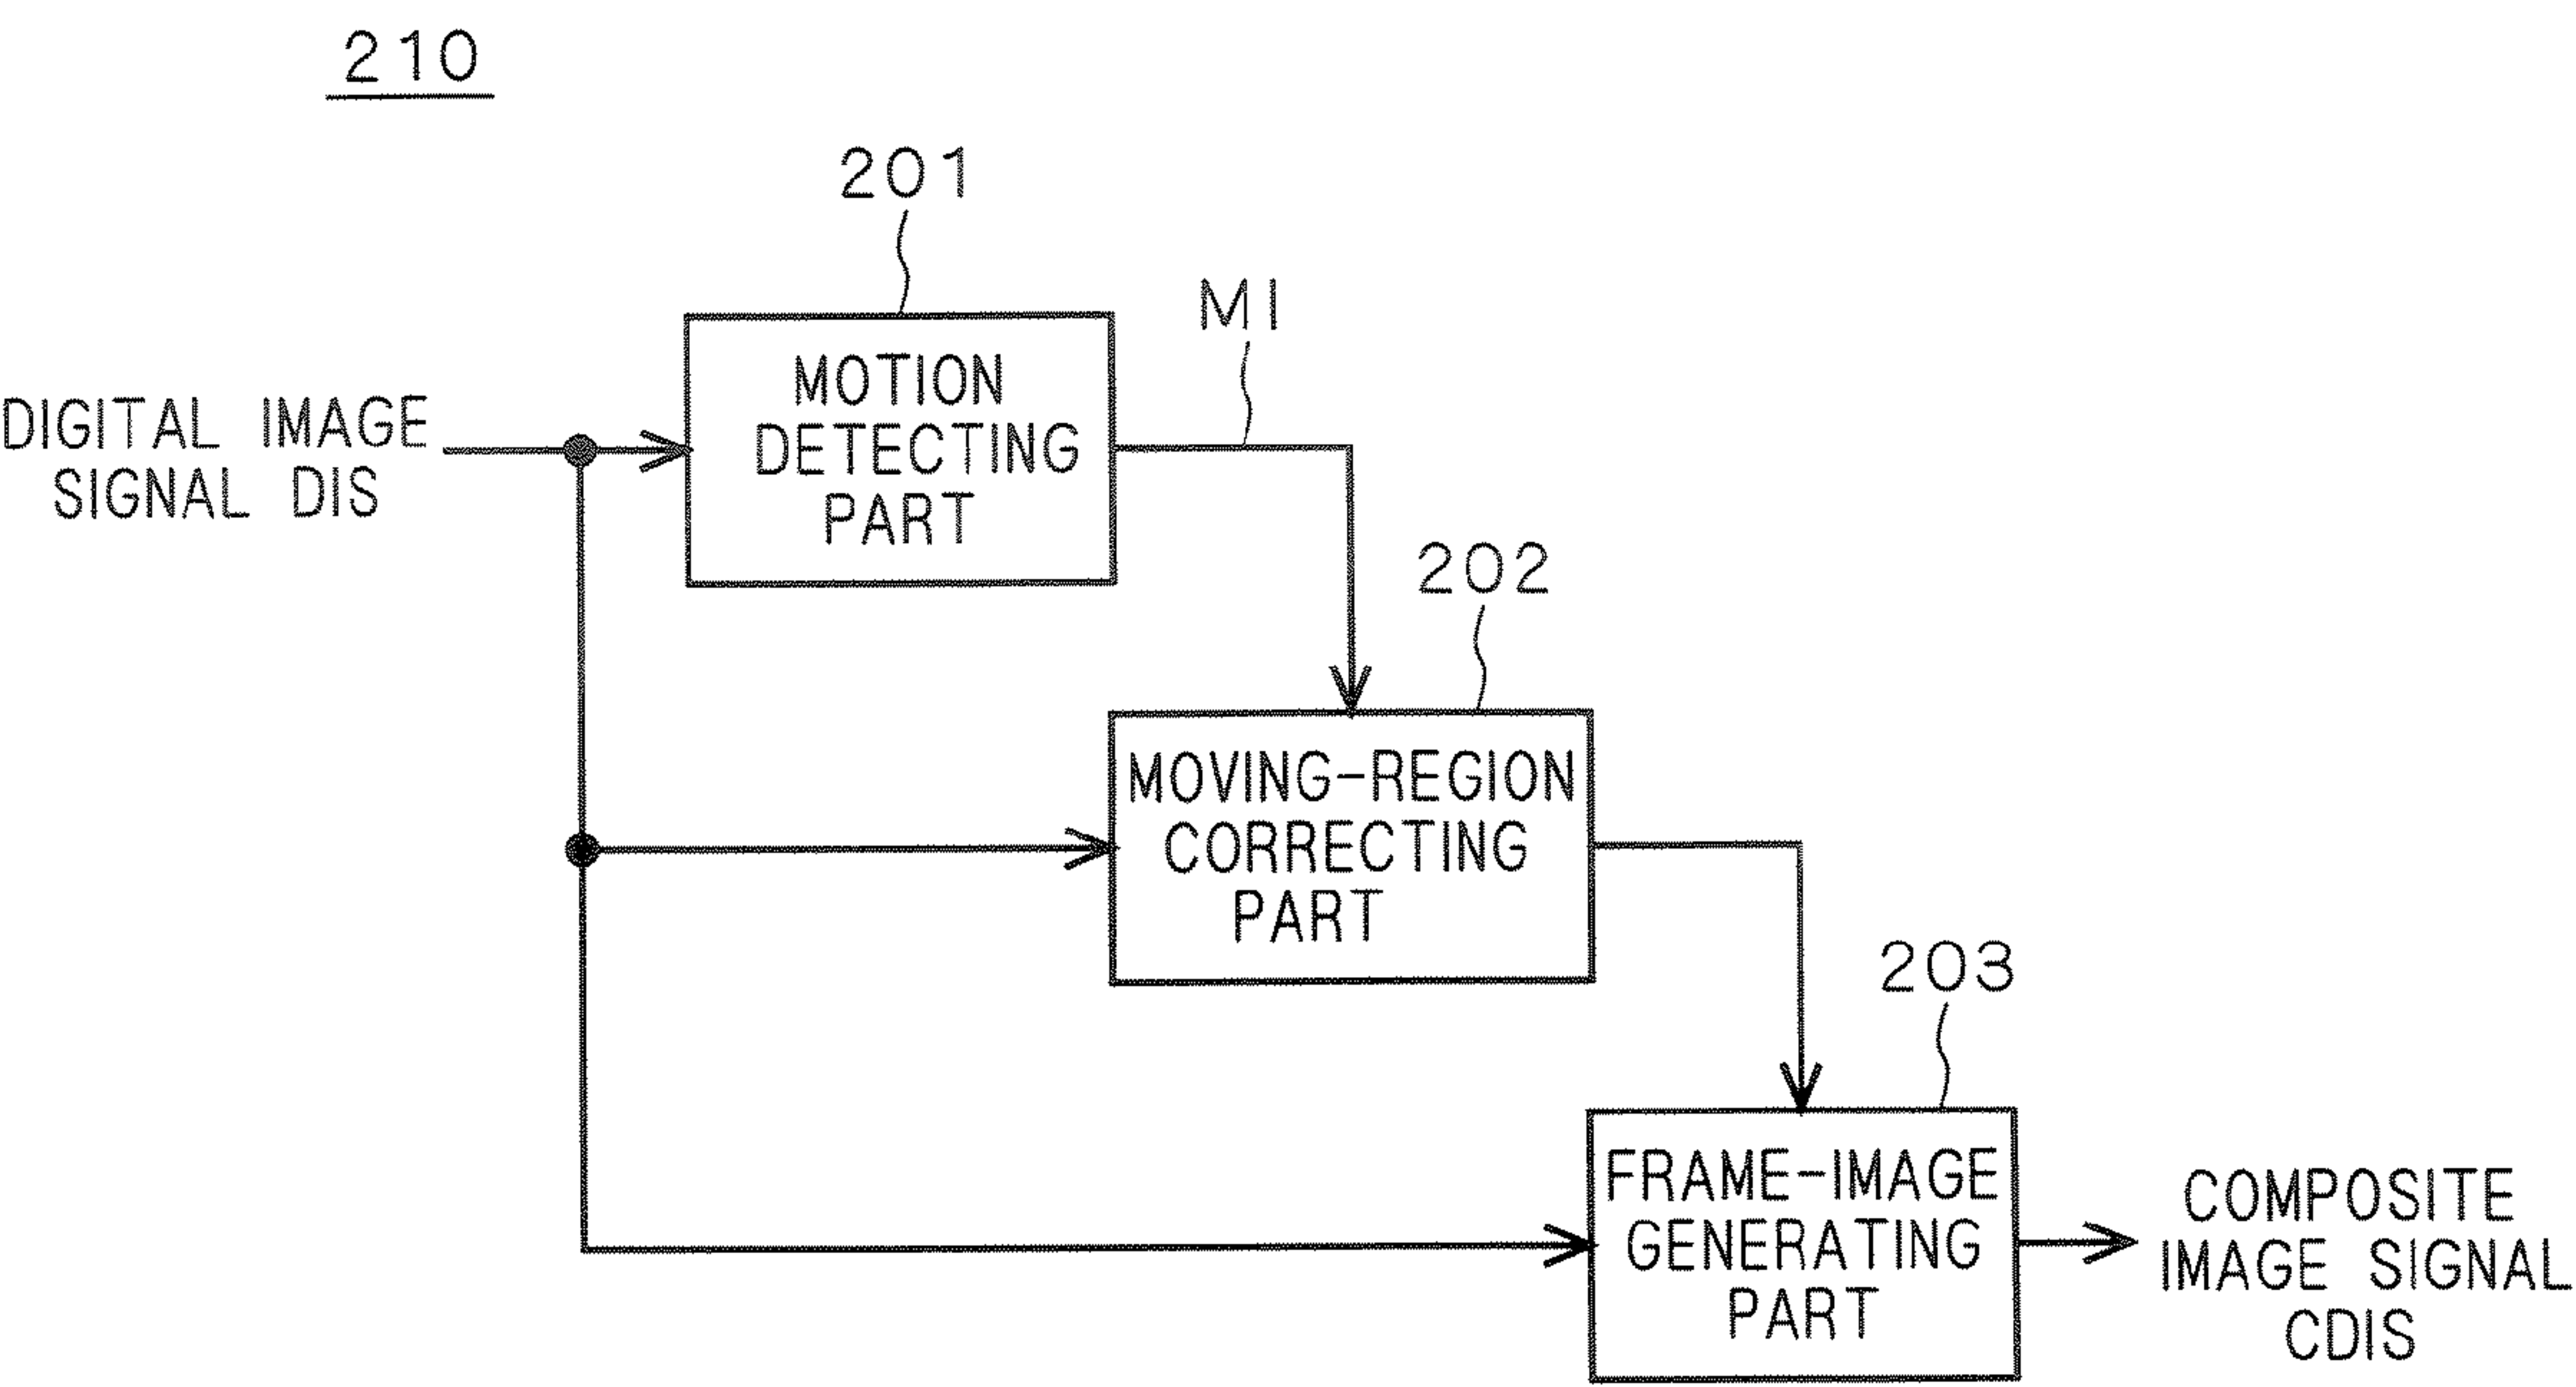 210
201
MI
DIGITAL IMAGE
SIGNAL DIS
MOTION
DETECTING
PART
202
MOVING-REGION
CORRECTING
PART
203
FRAME-IMAGE
GENERATING
PART
COMPOSITE
IMAGE SIGNAL
CDIS